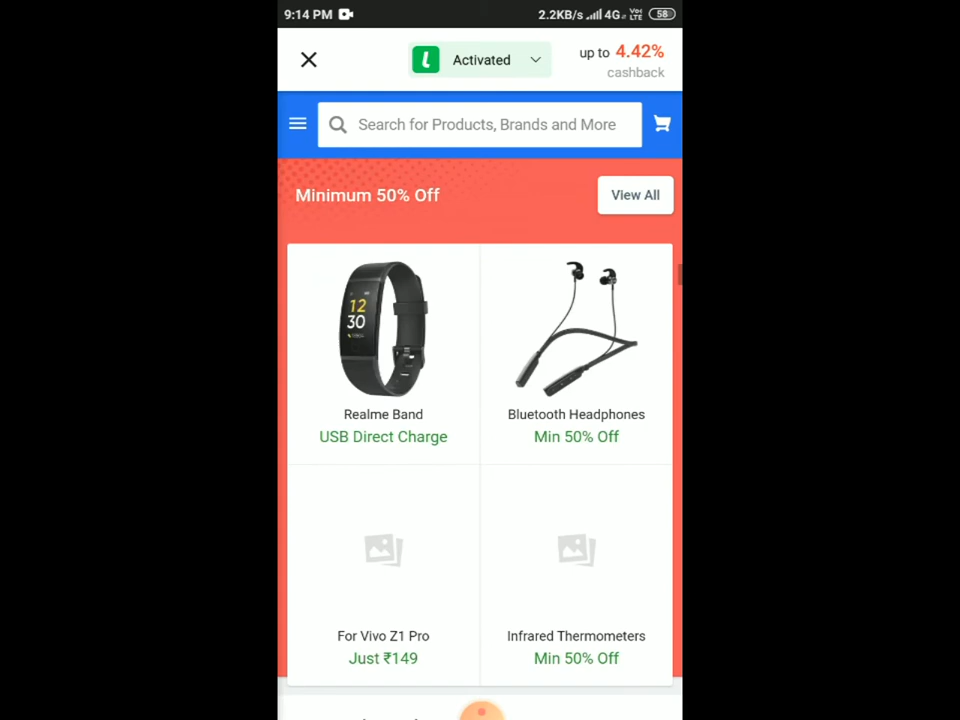 9:14 PM
2.2KB/s 4G Vo LTE 58
Activated
up to 4.42%
cashback
Search for Products, Brands and More
Minimum 50% Off
View All
12
30
Realme Band
USB Direct Charge
Bluetooth Headphones
Min 50% Off
For Vivo Z1 Pro
Just ₹149
Infrared Thermometers
Min 50% Off